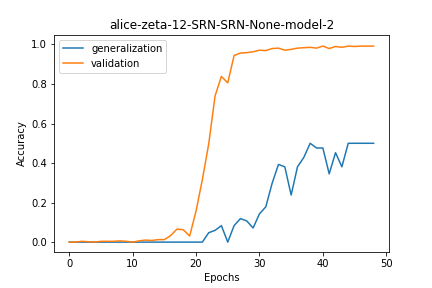 alice-zeta-12-SRN-SRN-None-model-2
generalization
validation
Accuracy
1.0
0.8
0.6
0.4
0.2
0.0
0 10 20 30 40 50
Epochs